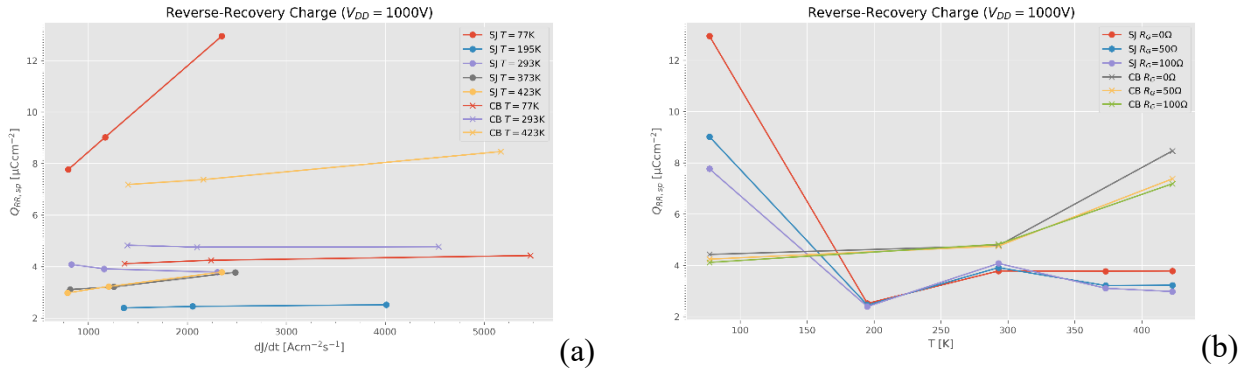 Reverse-Recovery Charge (V_DD = 1000V)
Q_RR, sp [μCcm⁻²]
12
10
8
6
4
2
SJ T = 77K
SJ T = 195K
SJ T = 293K
SJ T = 373K
SJ T = 423K
CB T = 77K
CB T = 293K
CB T = 423K
1000 2000 3000 4000 5000
dJ/dt [Acm⁻²s⁻¹]
(a)
Reverse-Recovery Charge (V_DD = 1000V)
Q_RR, sp [μCcm⁻²]
12
10
8
6
4
2
SJ R_G=0Ω
SJ R_G=50Ω
SJ R_G=100Ω
CB R_G=0Ω
CB R_G=50Ω
CB R_G=100Ω
100 150 200 250 300 350 400
T [K]
(b)